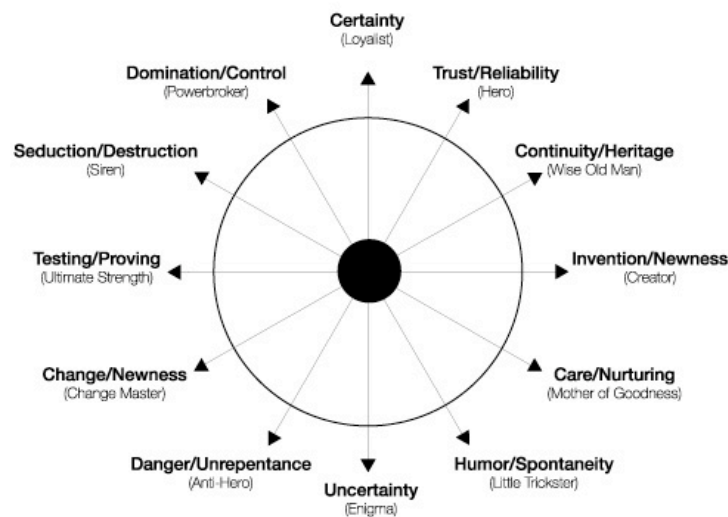 Certainty
(Loyalist)
Domination/Control
(Powerbroker)
Trust/Reliability
(Hero)
Seduction/Destruction
(Siren)
Continuity/Heritage
(Wise Old Man)
Testing/Proving
(Ultimate Strength)
Invention/Newness
(Creator)
Change/Newness
(Change Master)
Care/Nurturing
(Mother of Goodness)
Danger/Unrepentance
(Anti-Hero)
Uncertainty
(Enigma)
Humor/Spontaneity
(Little Trickster)